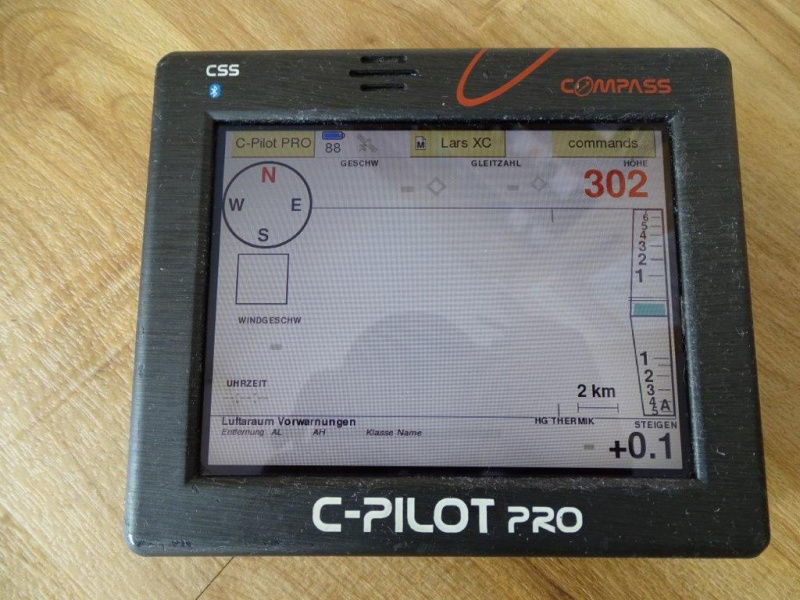 CSS
COMPASS
C-Pilot PRO
88
M
Lars XC
commands
GESCHW
GLEITZAHL
HÖHE
302
N
W E
S
6
5
4
3
2
1
WINDGESCHW
1
2
3
4
5
A
UHRZEIT
2 km
Luftaraum Vorwarnungen
Entfernung AL AH Klasse Name
HG THERMIK
STEIGEN
+0.1
C-PILOT PRO